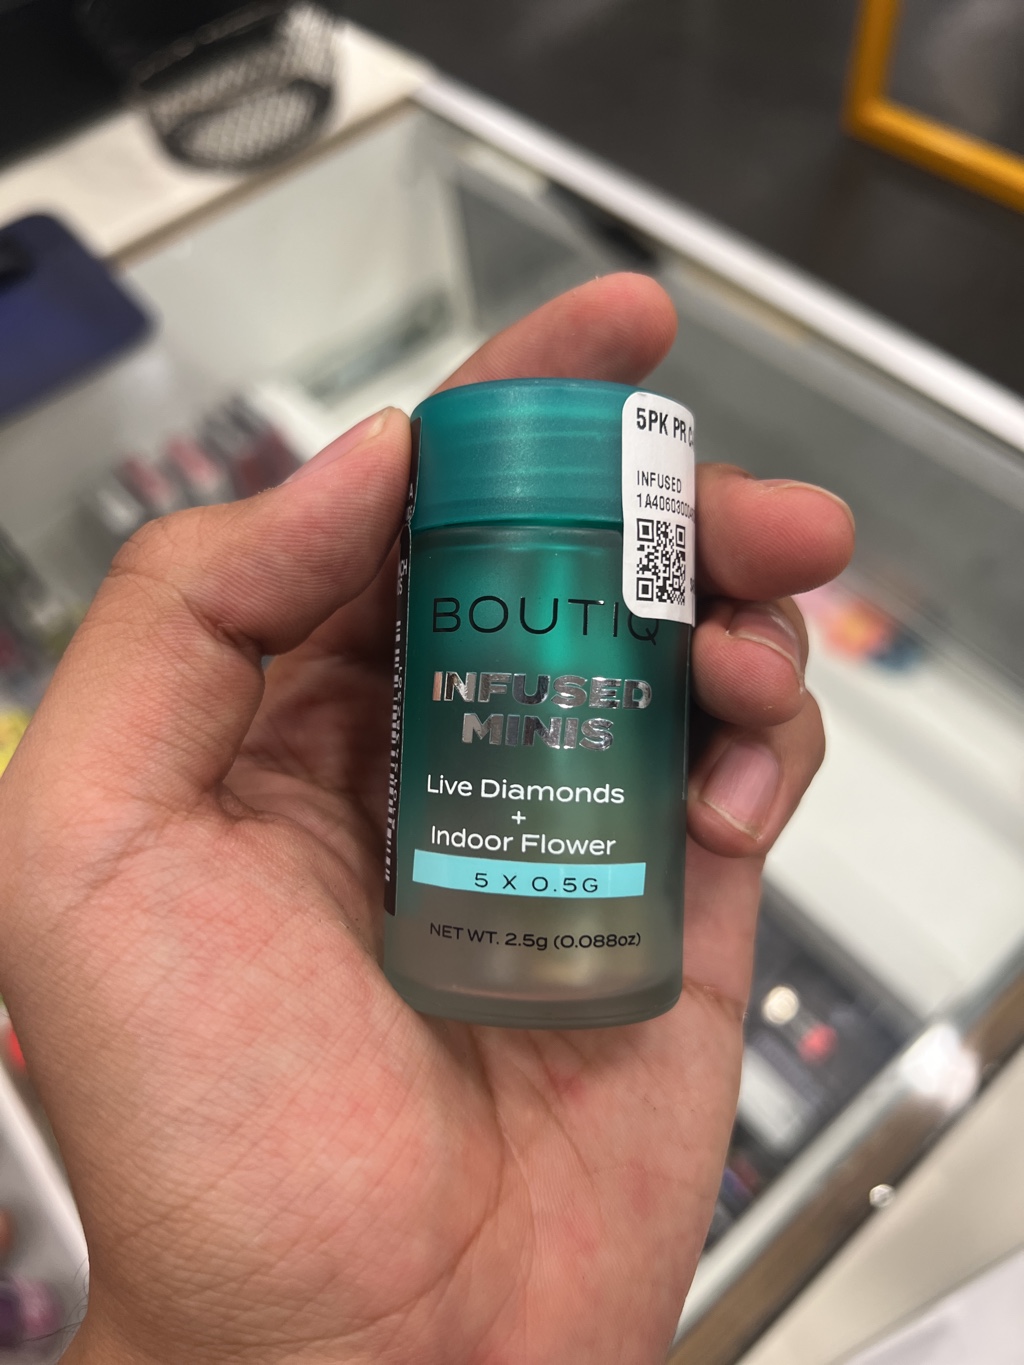 5PK PR
INFUSED
1A4060300
BOUTIQ
INFUSED
MINIS
Live Diamonds
+
Indoor Flower
5 X 0.5G
NET WT. 2.5g (0.088oz)